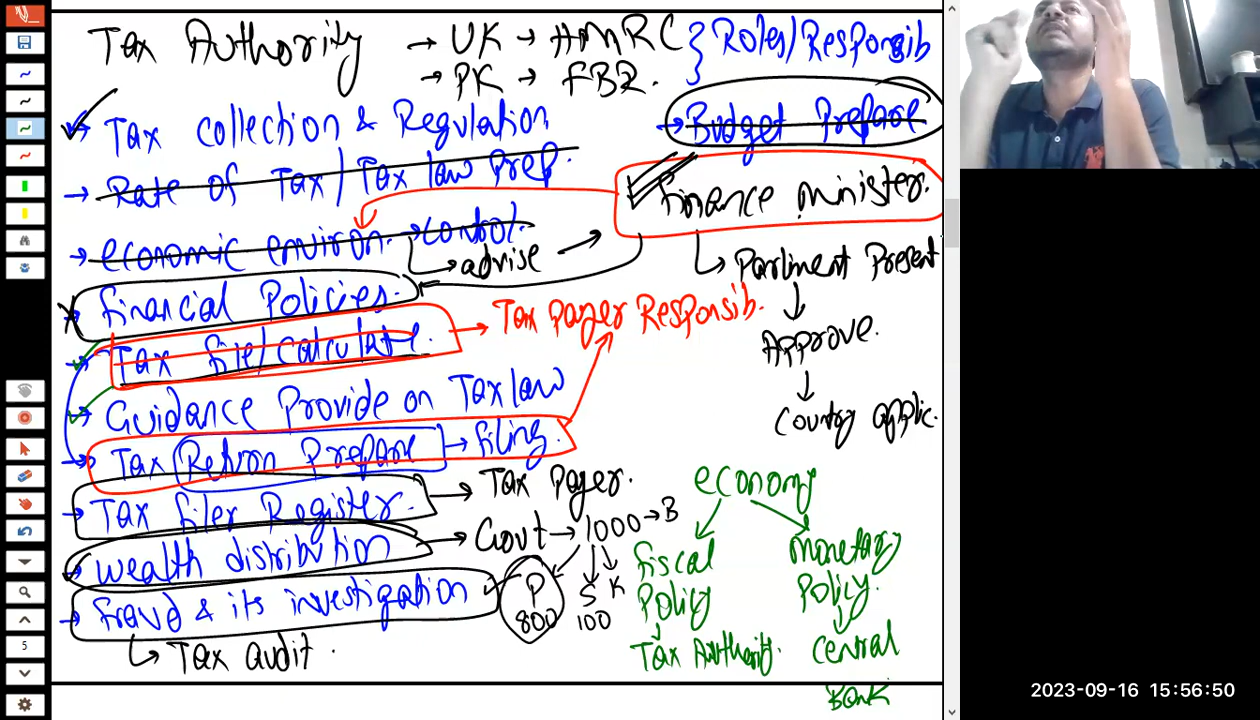 Tax Authority → UK → HMRC } Roles/Responsib
→ PK → FBR.
→ Tax collection & Regulation
→ Budget Prepare
→ Rate of Tax / Tax law Prep.
Finance minister.
→ economic environ. → control.
→ advise →
→ Parliment Present
financial Policies.
→ Tax file/calculate. → Tax payer Responsib.
Approve.
→ Guidance Provide on Tax law
Country applic.
→ Tax Return Prepare → filing.
→ Tax filer Register. → Tax Payer.
economy
→ wealth distribution → Govt → 1000 → B
fiscal Policy
Monetary Policy.
→ fraud & its investigation
P 800
S 100
K
→ Tax audit.
Tax Authority.
central Bank
5
2023-09-16 15:56:50